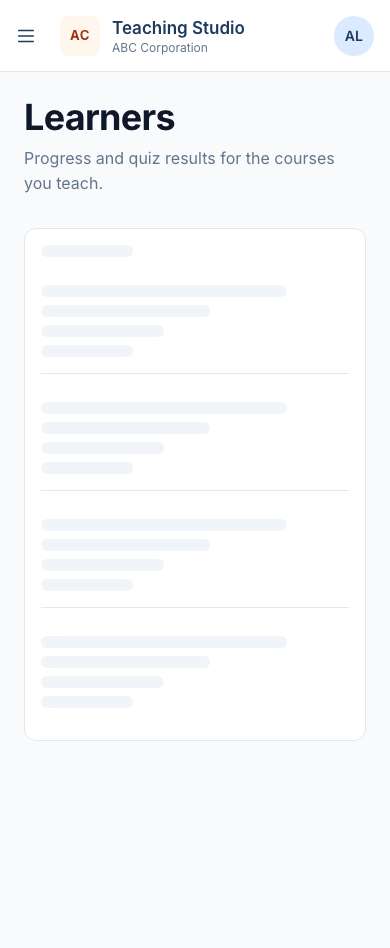 AC
Teaching Studio
ABC Corporation
AL
Learners
Progress and quiz results for the courses
you teach.